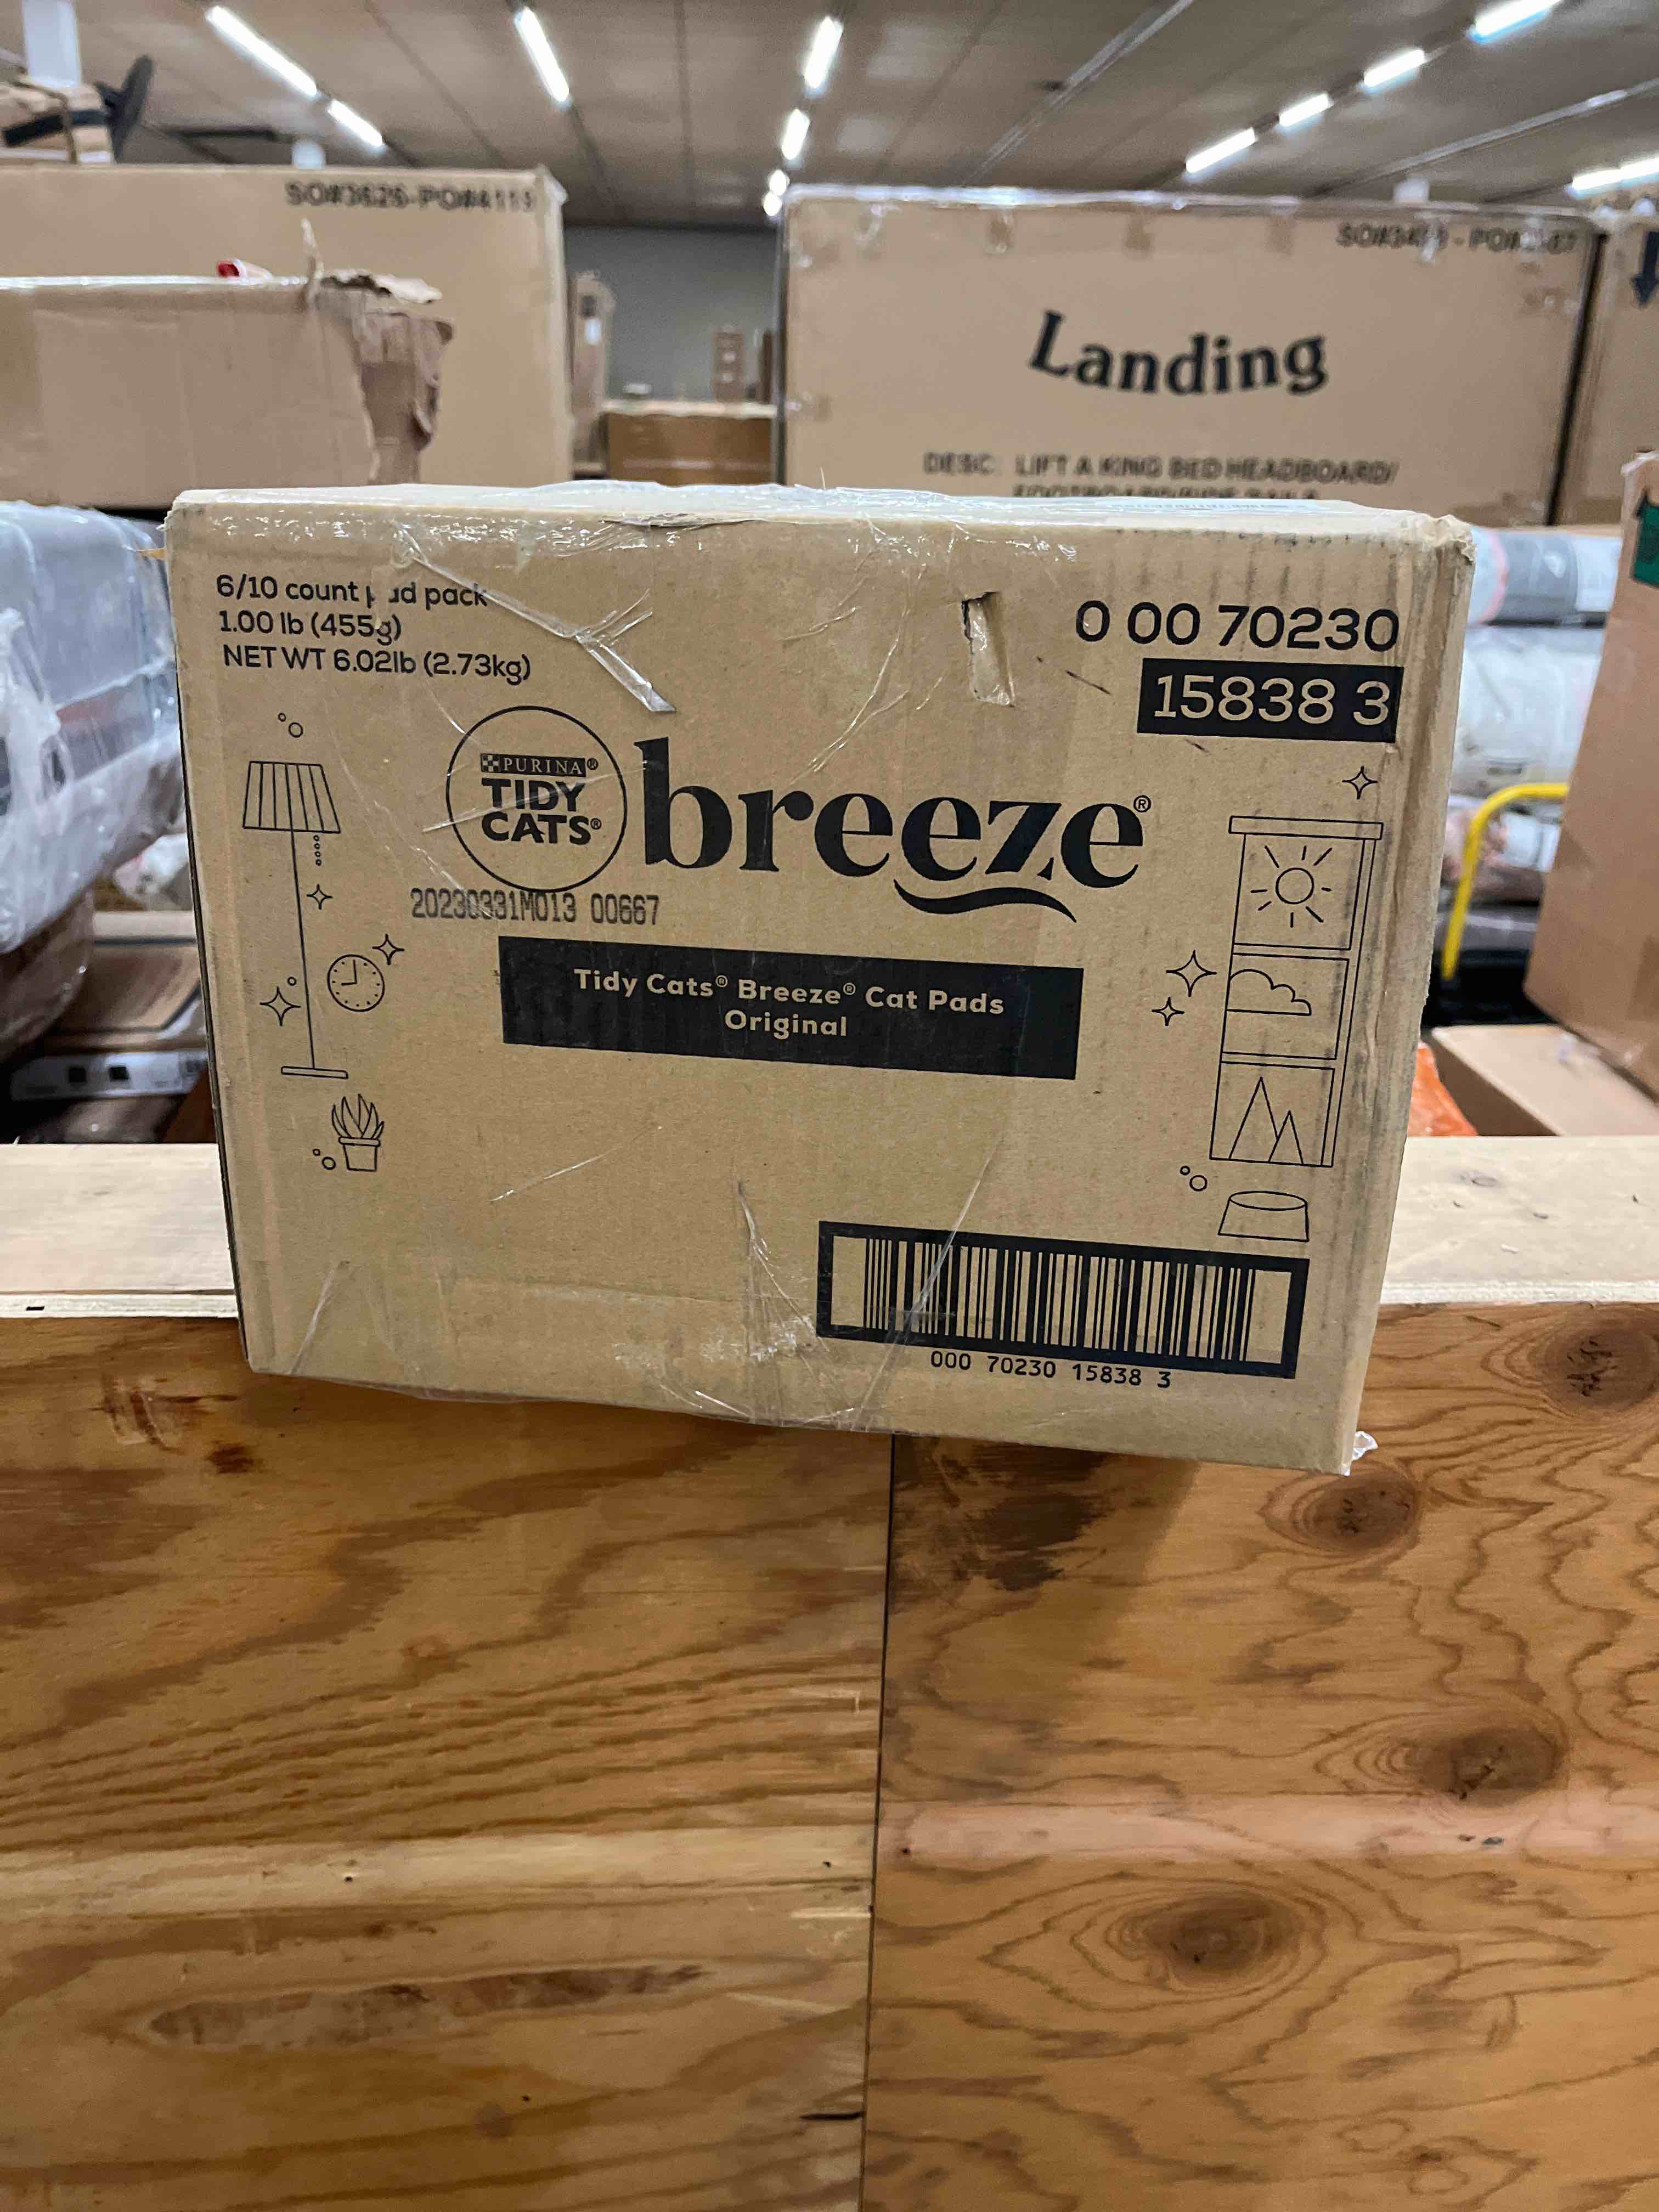 Landing
DESC: LIFT A KING BED HEADBOARD/
6/10 count pad pack
1.00 lb (455g)
NET WT 6.02lb (2.73kg)
0 00 70230
15838 3
PURINA®
TIDY
CATS®
breeze®
20230331M013 00667
Tidy Cats® Breeze® Cat Pads
Original
000 70230 15838 3